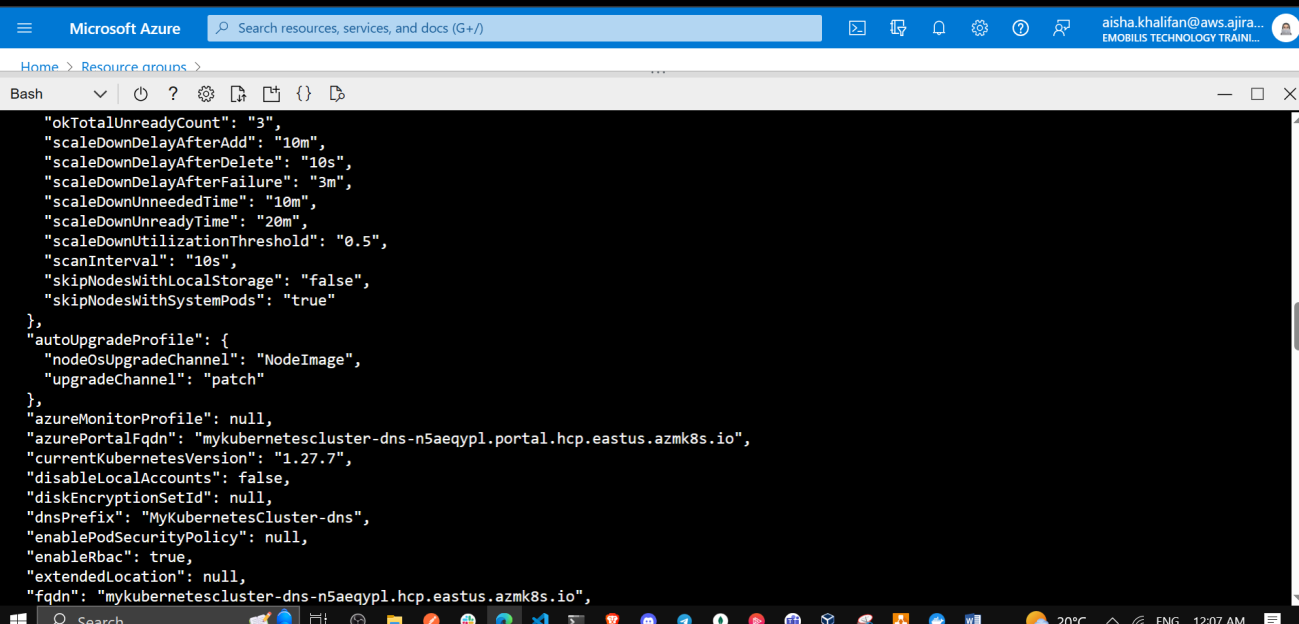 Microsoft Azure
Search resources, services, and docs (G+/)
aisha.khalifan@aws.ajira...
EMOBILIS TECHNOLOGY TRAINI...
Home > Resource groups >
Bash
"okTotalUnreadyCount": "3",
"scaleDownDelayAfterAdd": "10m",
"scaleDownDelayAfterDelete": "10s",
"scaleDownDelayAfterFailure": "3m",
"scaleDownUnneededTime": "10m",
"scaleDownUnreadyTime": "20m",
"scaleDownUtilizationThreshold": "0.5",
"scanInterval": "10s",
"skipNodesWithLocalStorage": "false",
"skipNodesWithSystemPods": "true"
},
"autoUpgradeProfile": {
"nodeOsUpgradeChannel": "NodeImage",
"upgradeChannel": "patch"
},
"azureMonitorProfile": null,
"azurePortalFqdn": "mykubernetescluster-dns-n5aeqypl.portal.hcp.eastus.azmk8s.io",
"currentKubernetesVersion": "1.27.7",
"disableLocalAccounts": false,
"diskEncryptionSetId": null,
"dnsPrefix": "MyKubernetesCluster-dns",
"enablePodSecurityPolicy": null,
"enableRbac": true,
"extendedLocation": null,
"fqdn": "mykubernetescluster-dns-n5aeqypl.hcp.eastus.azmk8s.io",
Search
20°C
ENG
12:07 AM